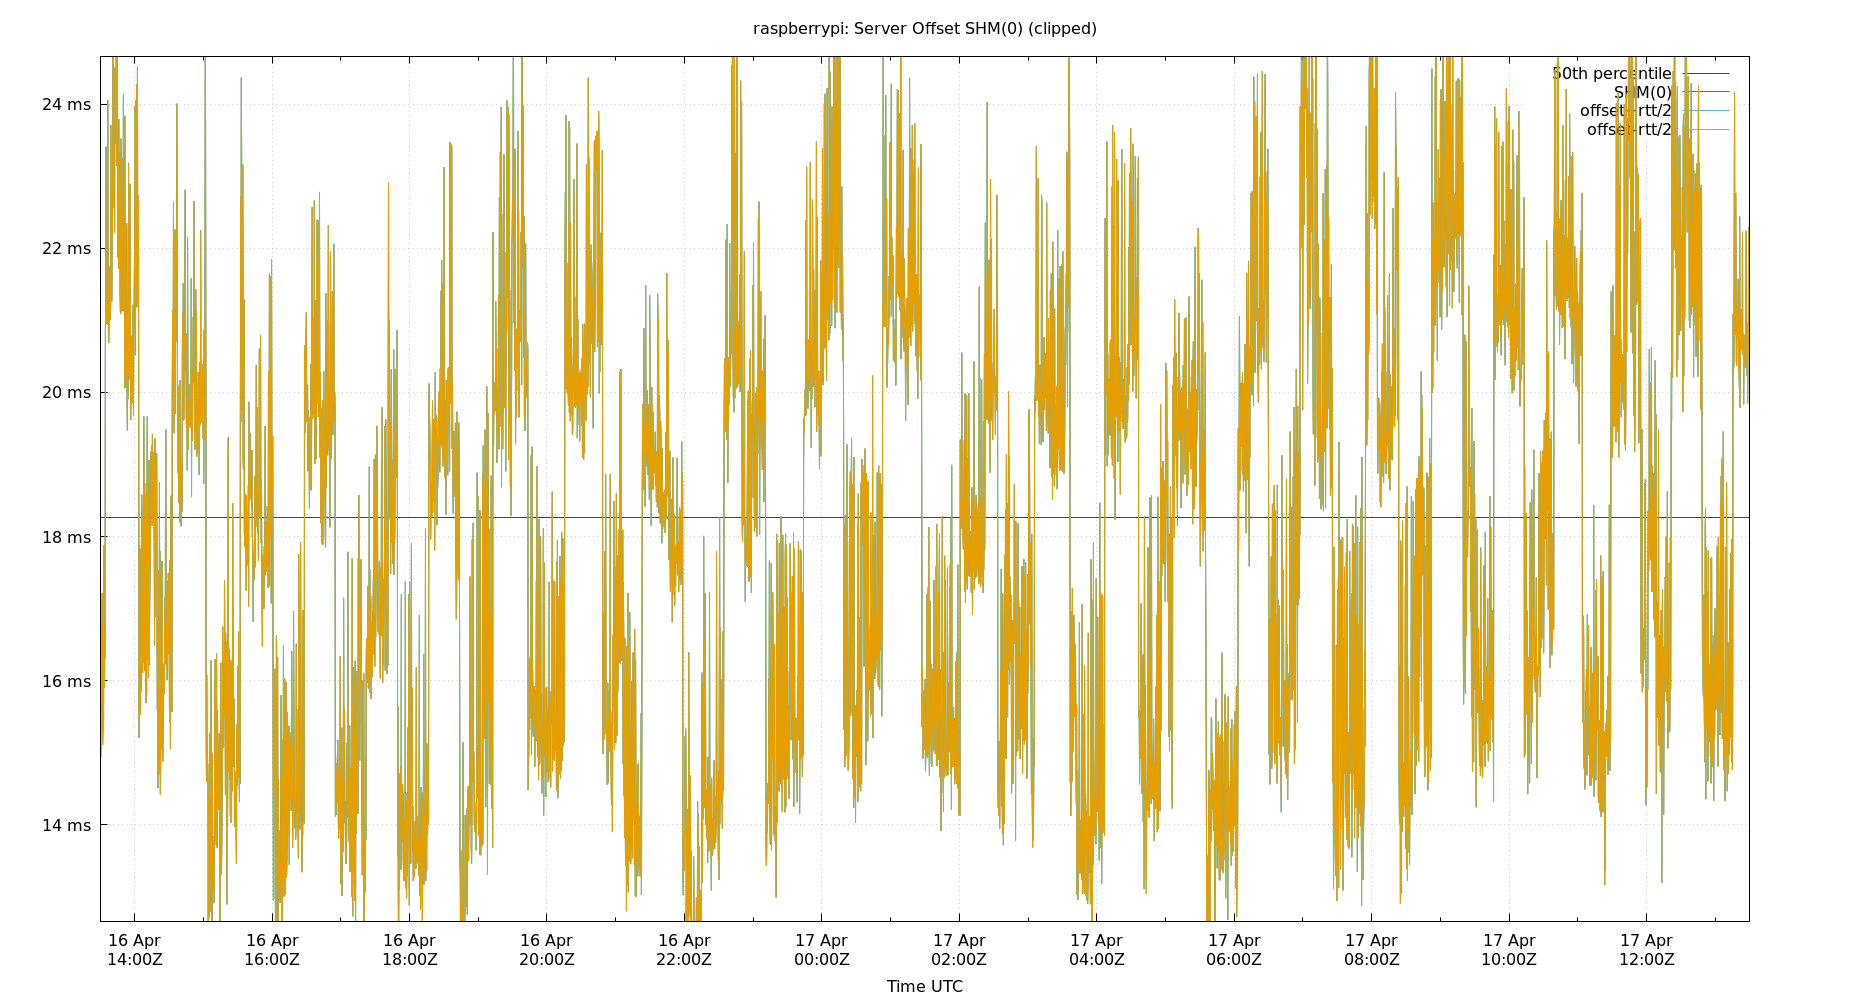 raspberrypi: Server Offset SHM(0) (clipped)
50th percentile
SHM(0)
offset-rtt/2
offset-rtt/2
24 ms
22 ms
20 ms
18 ms
16 ms
14 ms
16 Apr 16 Apr 16 Apr 16 Apr 16 Apr 17 Apr 17 Apr 17 Apr 17 Apr 17 Apr 17 Apr 17 Apr
14:00Z 16:00Z 18:00Z 20:00Z 22:00Z 00:00Z 02:00Z 04:00Z 06:00Z 08:00Z 10:00Z 12:00Z
Time UTC